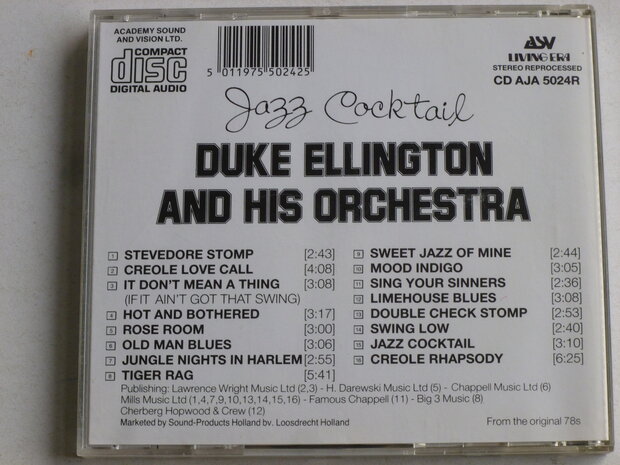 ACADEMY SOUND
AND VISION LTD.
COMPACT
disc
DIGITAL AUDIO
5 011975 502425
ASV
LIVING ERA
STEREO REPROCESSED
CD AJA 5024R
Jazz Cocktail
DUKE ELLINGTON
AND HIS ORCHESTRA
1 STEVEDORE STOMP [2:43]
2 CREOLE LOVE CALL [4:08]
3 IT DON'T MEAN A THING [3:08]
(IF IT AIN'T GOT THAT SWING)
4 HOT AND BOTHERED [3:17]
5 ROSE ROOM [3:00]
6 OLD MAN BLUES [3:06]
7 JUNGLE NIGHTS IN HARLEM [2:55]
8 TIGER RAG [5:41]
9 SWEET JAZZ OF MINE [2:44]
10 MOOD INDIGO [3:05]
11 SING YOUR SINNERS [2:36]
12 LIMEHOUSE BLUES [3:08]
13 DOUBLE CHECK STOMP [2:53]
14 SWING LOW [2:40]
15 JAZZ COCKTAIL [3:10]
16 CREOLE RHAPSODY [6:25]
Publishing: Lawrence Wright Music Ltd (2,3) - H. Darewski Music Ltd (5) - Chappell Music Ltd (6)
Mills Music Ltd (1,4,7,9,10,13,14,15,16) - Famous Chappell (11) - Big 3 Music (8)
Cherberg Hopwood & Crew (12)
Marketed by Sound-Products Holland bv. Loosdrecht Holland
From the original 78s